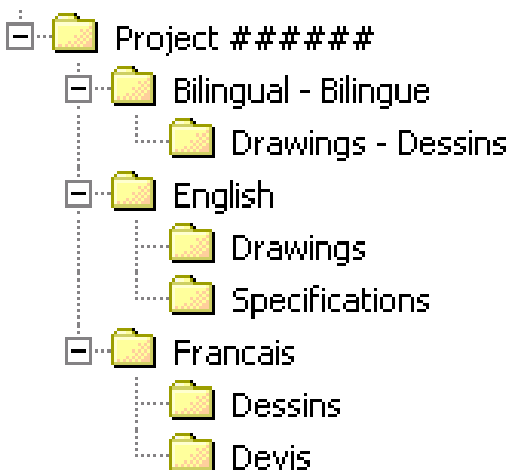 Project ######
Bilingual - Bilingue
Drawings - Dessins
English
Drawings
Specifications
Francais
Dessins
Devis